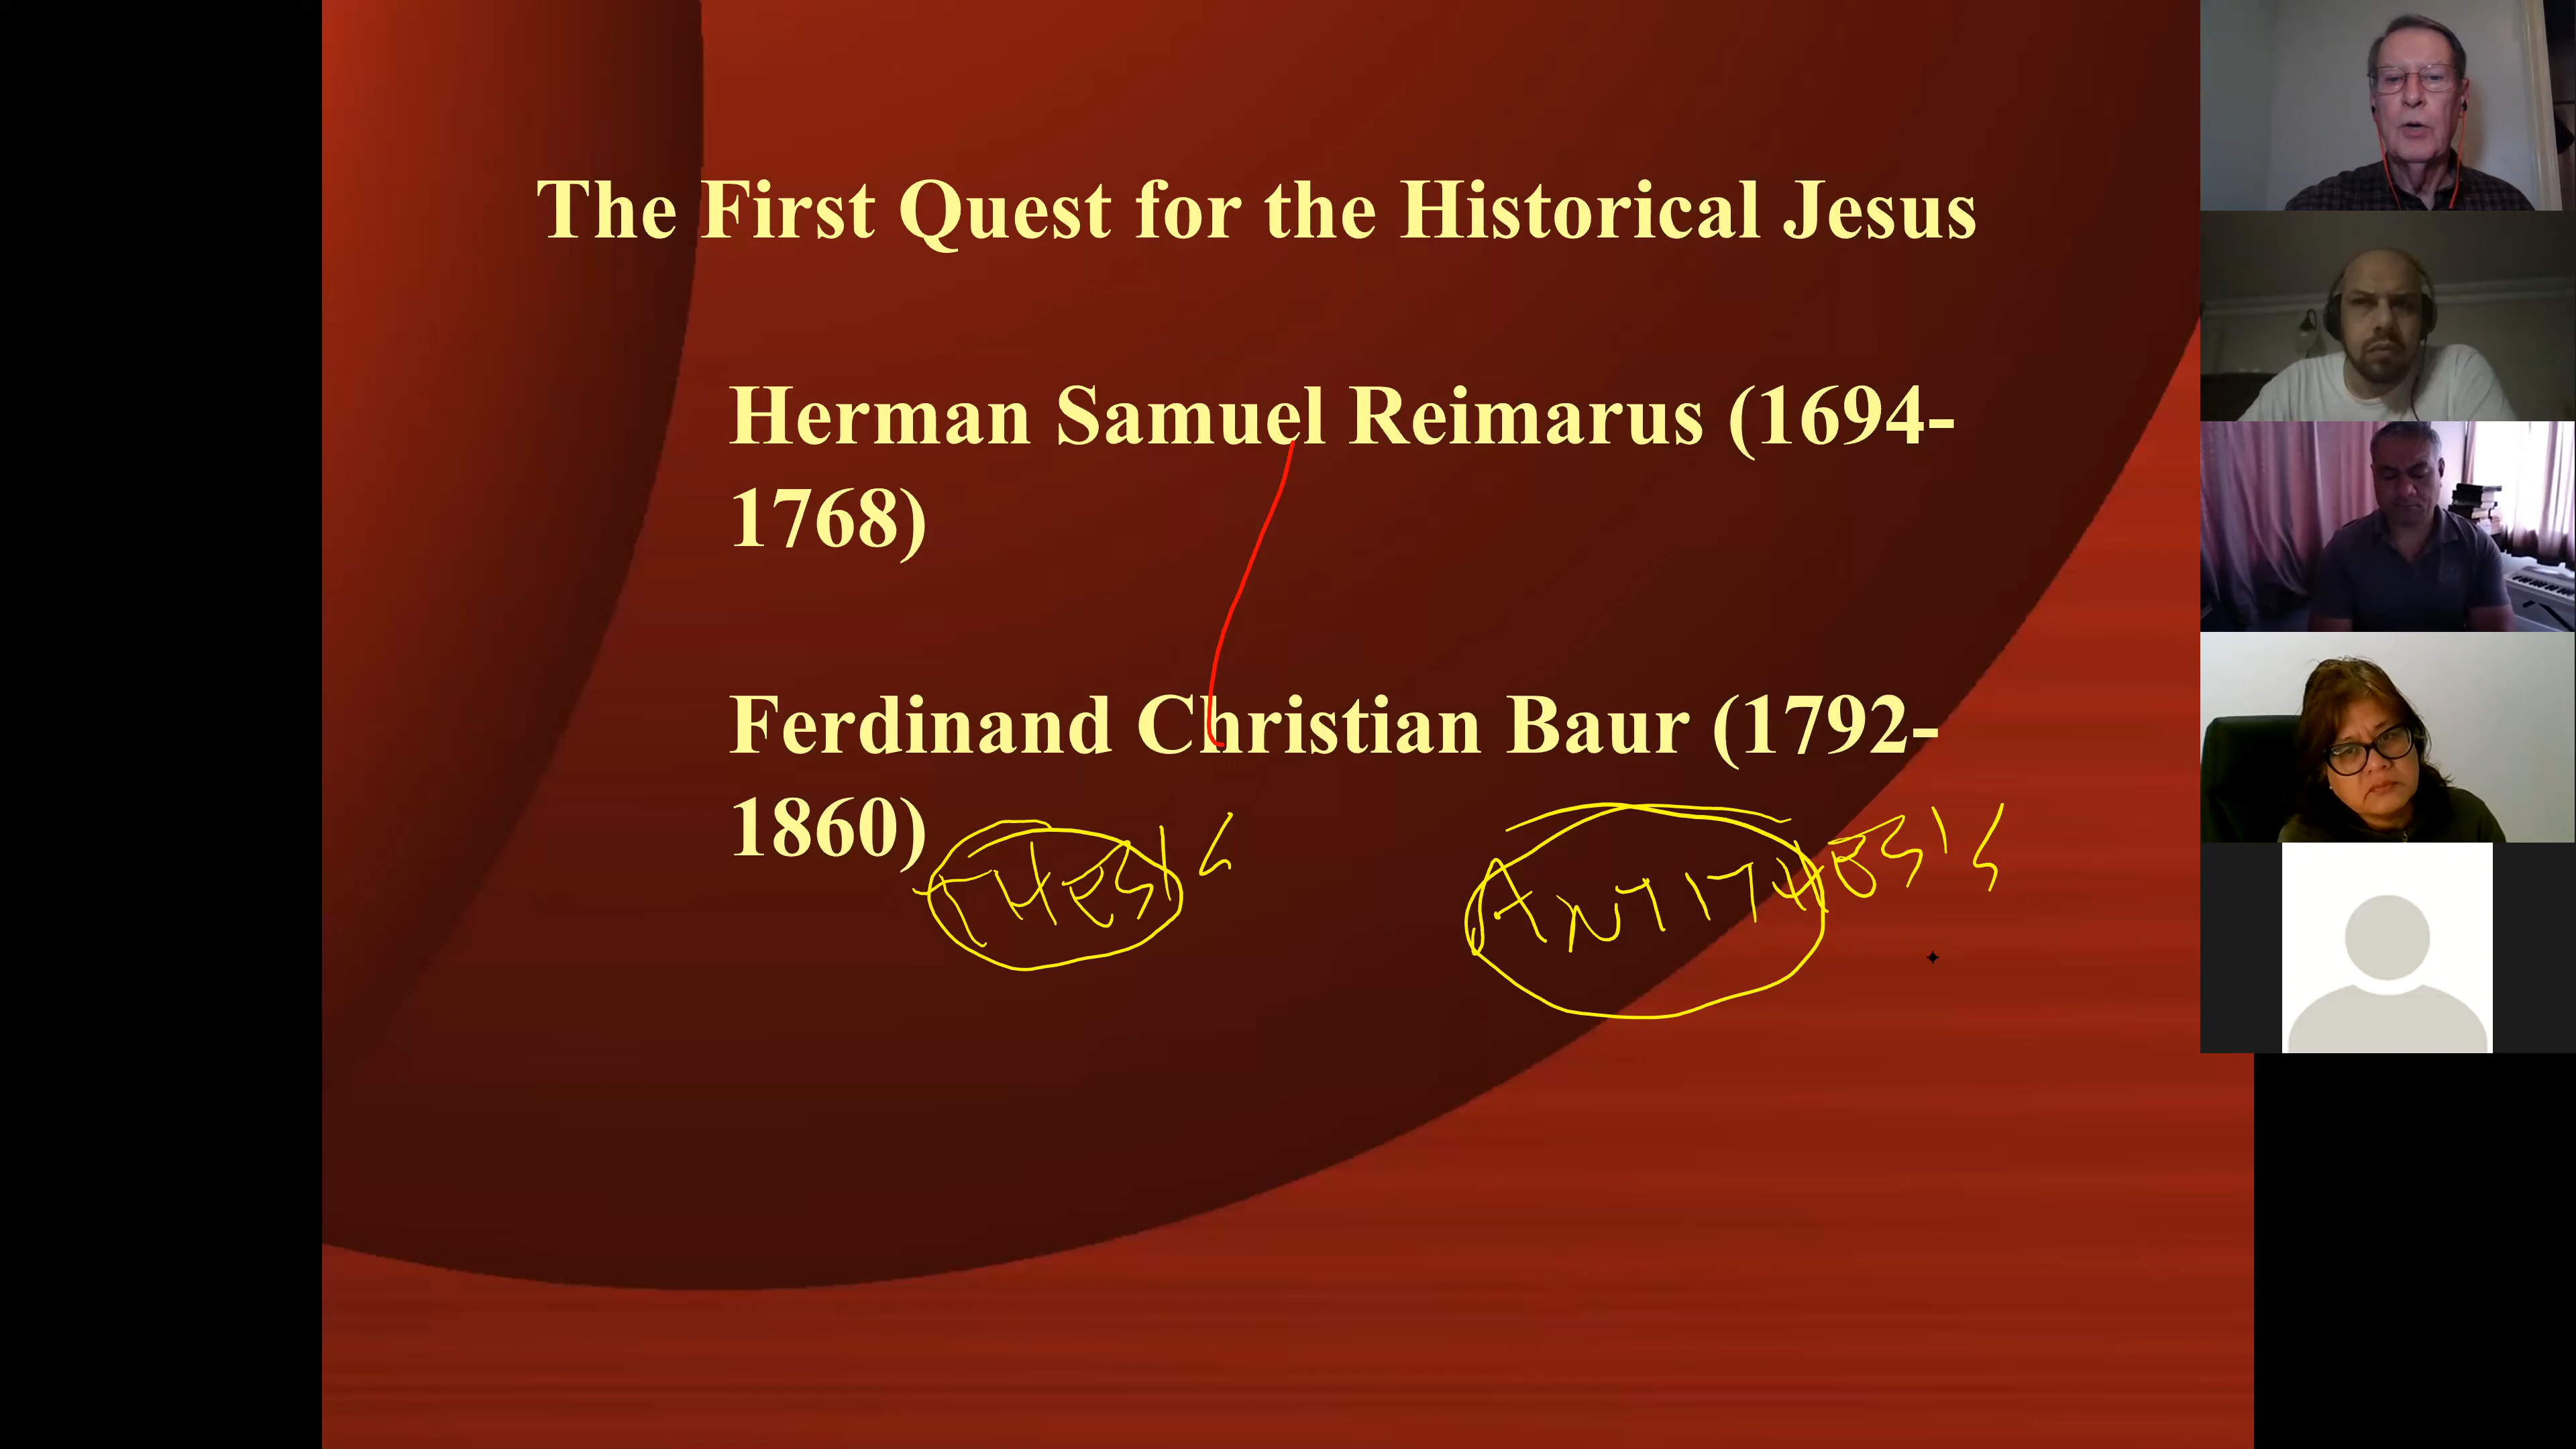 The First Quest for the Historical Jesus
Herman Samuel Reimarus (1694-
1768)
Ferdinand Christian Baur (1792-
1860)
THESIS ANTITHESIS